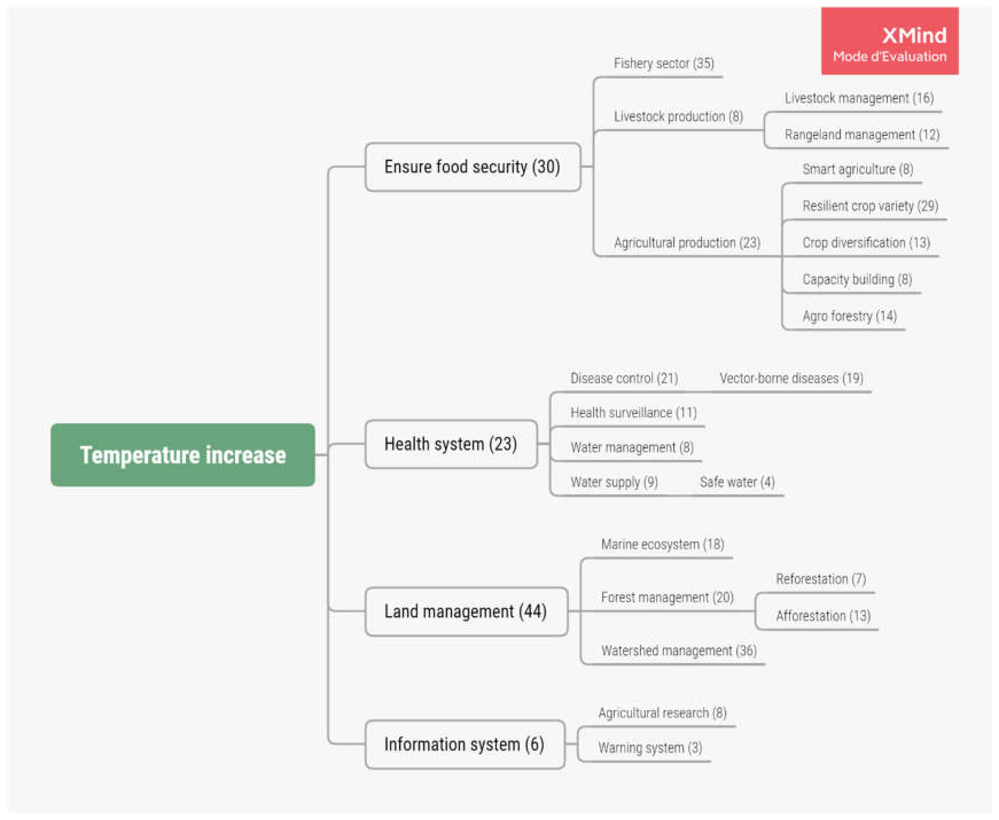 XMind
Mode d'Evaluation
Temperature increase
Ensure food security (30)
Fishery sector (35)
Livestock production (8)
Livestock management (16)
Rangeland management (12)
Agricultural production (23)
Smart agriculture (8)
Resilient crop variety (29)
Crop diversification (13)
Capacity building (8)
Agro forestry (14)
Health system (23)
Disease control (21)
Vector-borne diseases (19)
Health surveillance (11)
Water management (8)
Water supply (9)
Safe water (4)
Land management (44)
Marine ecosystem (18)
Forest management (20)
Reforestation (7)
Afforestation (13)
Watershed management (36)
Information system (6)
Agricultural research (8)
Warning system (3)